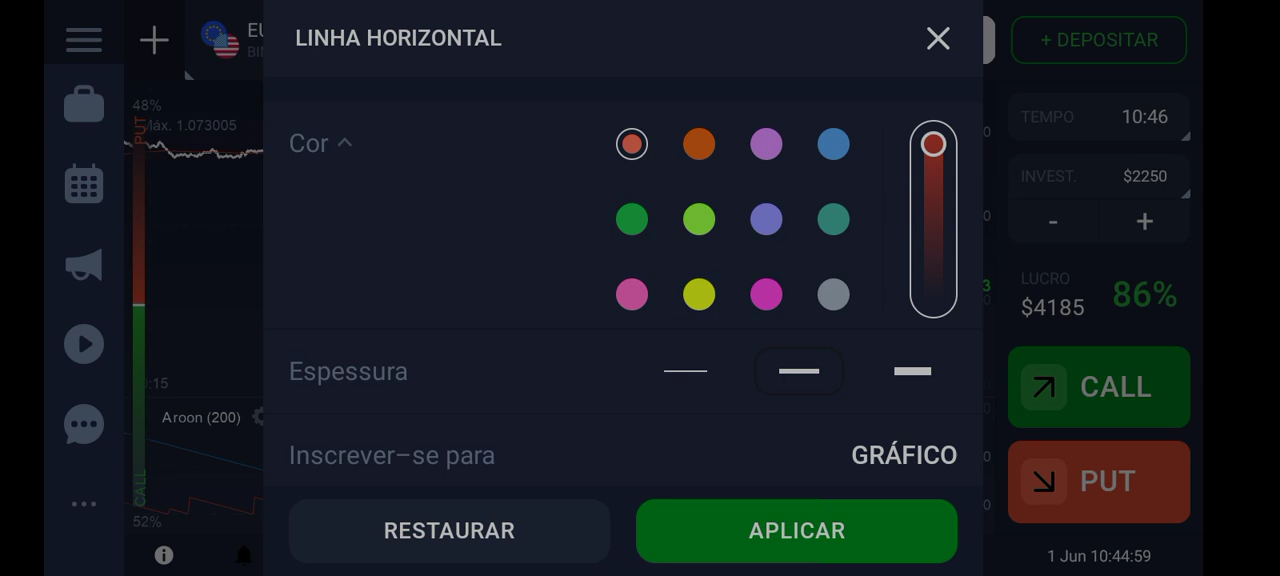 LINHA HORIZONTAL
+ DEPOSITAR
48%
PUT
Máx. 1.073005
TEMPO 10:46
Cor
INVEST. $2250
- +
LUCRO
$4185
86%
Espessura
CALL
Aroon (200)
Inscrever-se para GRÁFICO
PUT
CALL
52%
RESTAURAR APLICAR
1 Jun 10:44:59